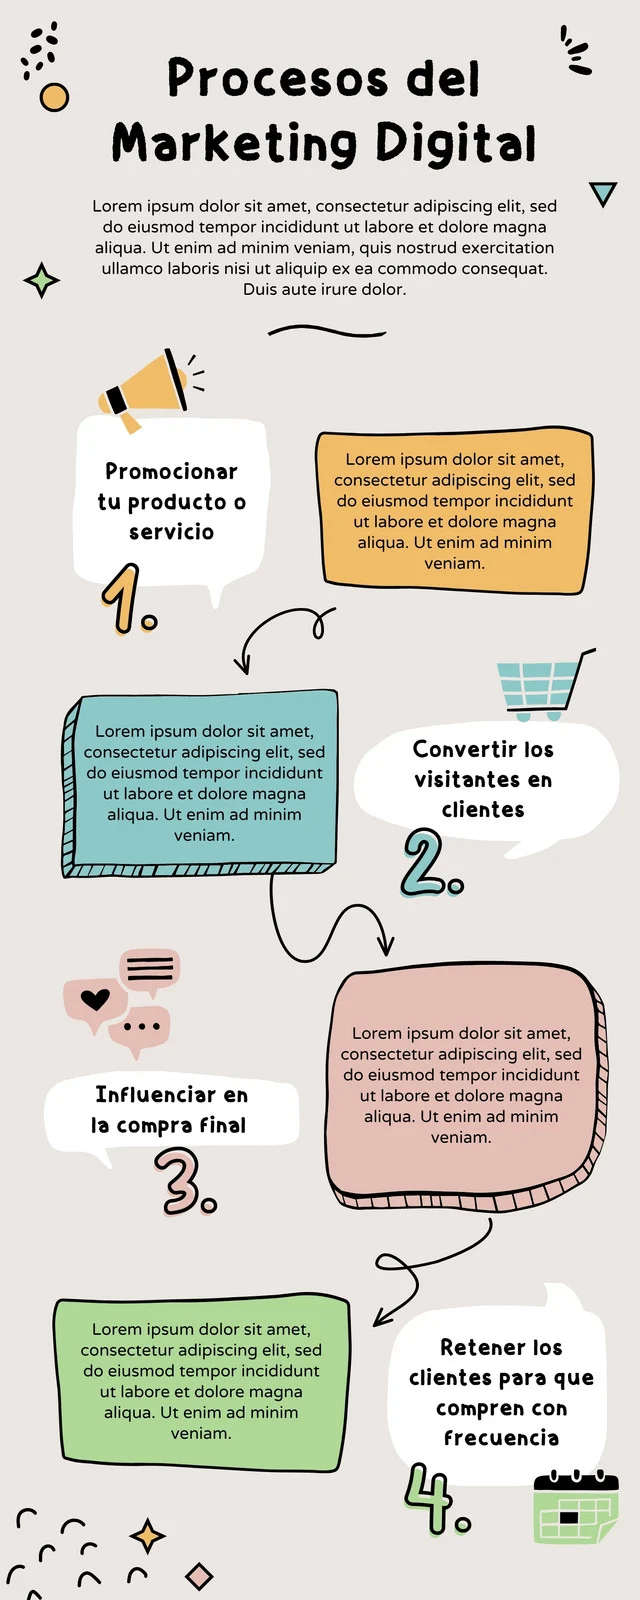 Procesos del
Marketing Digital
Lorem ipsum dolor sit amet, consectetur adipiscing elit, sed
do eiusmod tempor incididunt ut labore et dolore magna
aliqua. Ut enim ad minim veniam, quis nostrud exercitation
ullamco laboris nisi ut aliquip ex ea commodo consequat.
Duis aute irure dolor.
Promocionar
tu producto o
servicio
1.
Lorem ipsum dolor sit amet,
consectetur adipiscing elit, sed
do eiusmod tempor incididunt
ut labore et dolore magna
aliqua. Ut enim ad minim
veniam.
Convertir los
visitantes en
clientes
2.
Lorem ipsum dolor sit amet,
consectetur adipiscing elit, sed
do eiusmod tempor incididunt
ut labore et dolore magna
aliqua. Ut enim ad minim
veniam.
Influenciar en
la compra final
3.
Lorem ipsum dolor sit amet,
consectetur adipiscing elit, sed
do eiusmod tempor incididunt
ut labore et dolore magna
aliqua. Ut enim ad minim
veniam.
Retener los
clientes para que
compren con
frecuencia
4.
Lorem ipsum dolor sit amet,
consectetur adipiscing elit, sed
do eiusmod tempor incididunt
ut labore et dolore magna
aliqua. Ut enim ad minim
veniam.